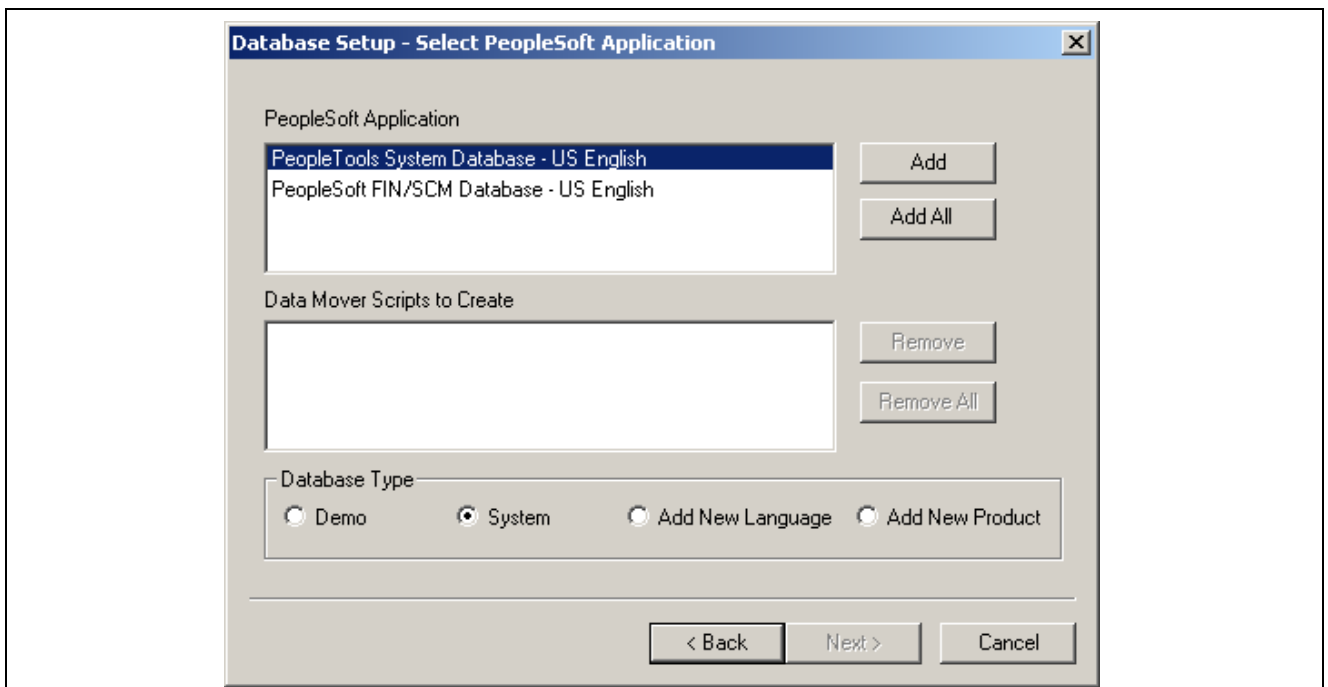 Database Setup - Select PeopleSoft Application
PeopleSoft Application
PeopleTools System Database - US English
PeopleSoft FIN/SCM Database - US English
Add
Add All
Data Mover Scripts to Create
Remove
Remove All
Database Type
Demo System Add New Language Add New Product
< Back Next > Cancel